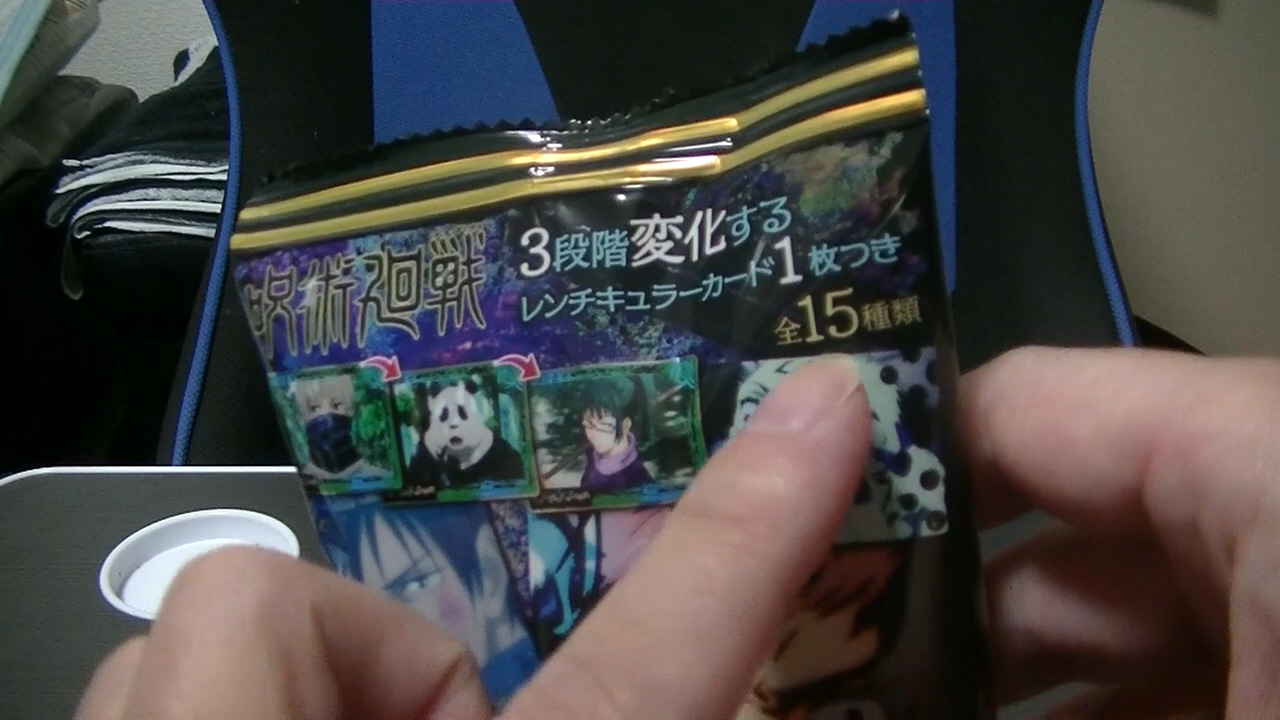 呪術廻戦
3段階変化する
レンチキュラーカード1枚つき
全15種類